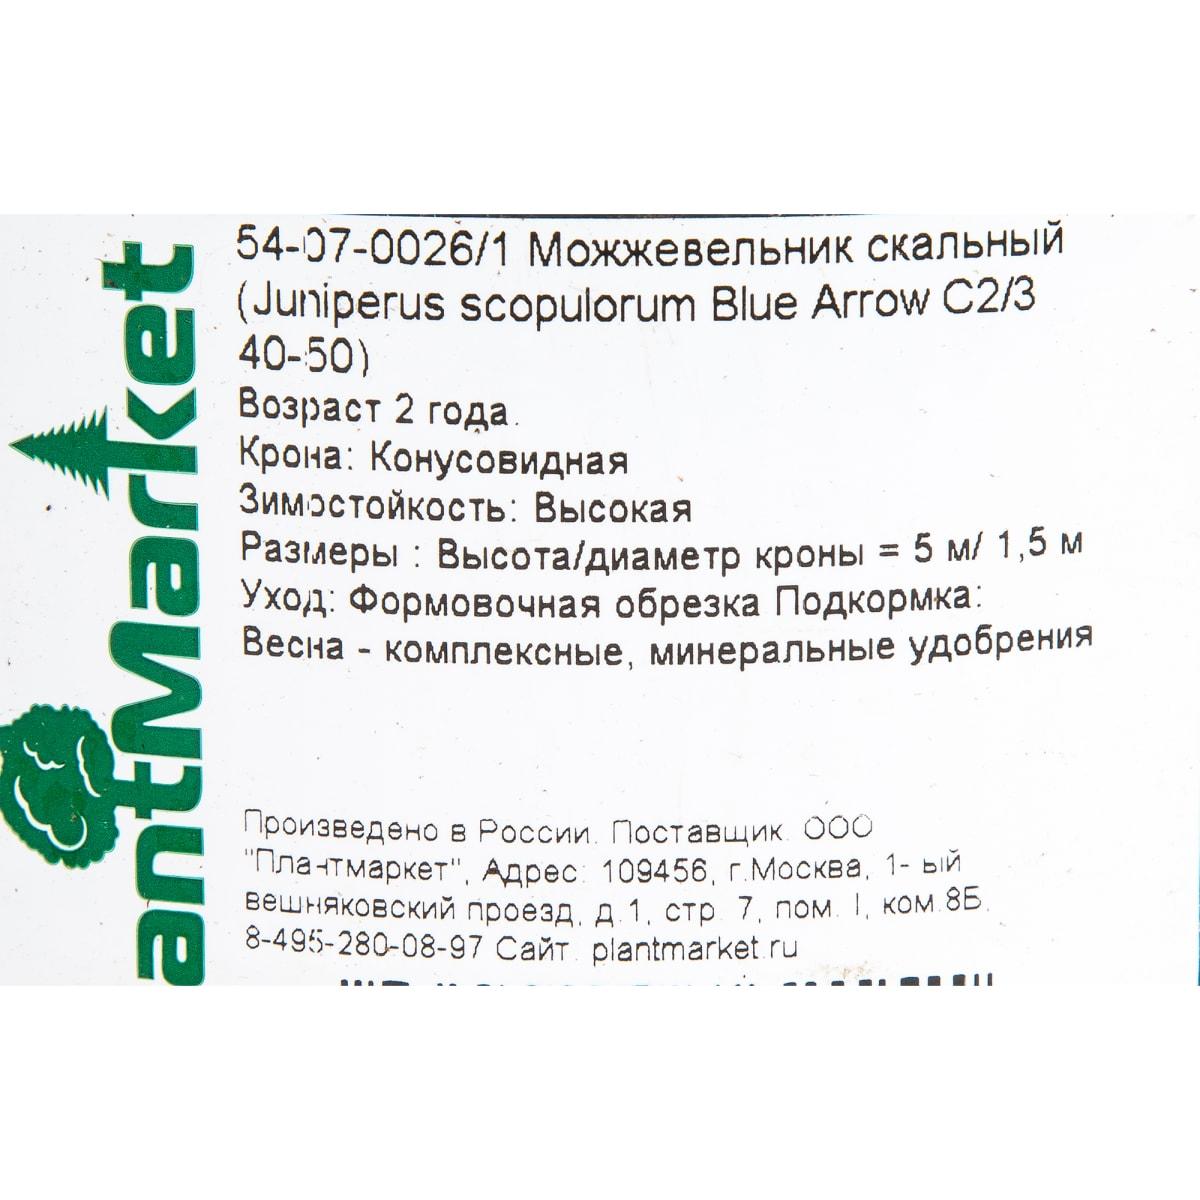 54-07-0026/1 Можжевельник скальный
(Juniperus scopulorum Blue Arrow C2/3
40-50)
Возраст 2 года.
Крона: Конусовидная
Зимостойкость: Высокая
Размеры : Высота/диаметр кроны = 5 м/ 1,5 м
Уход: Формовочная обрезка Подкормка:
Весна - комплексные, минеральные удобрения
Произведено в России. Поставщик. ООО
"Плантмаркет", Адрес: 109456, г.Москва, 1- ый
вешняковский проезд, д.1, стр. 7, пом. I, ком.8Б,
8-495-280-08-97 Сайт. plantmarket.ru
antMarket